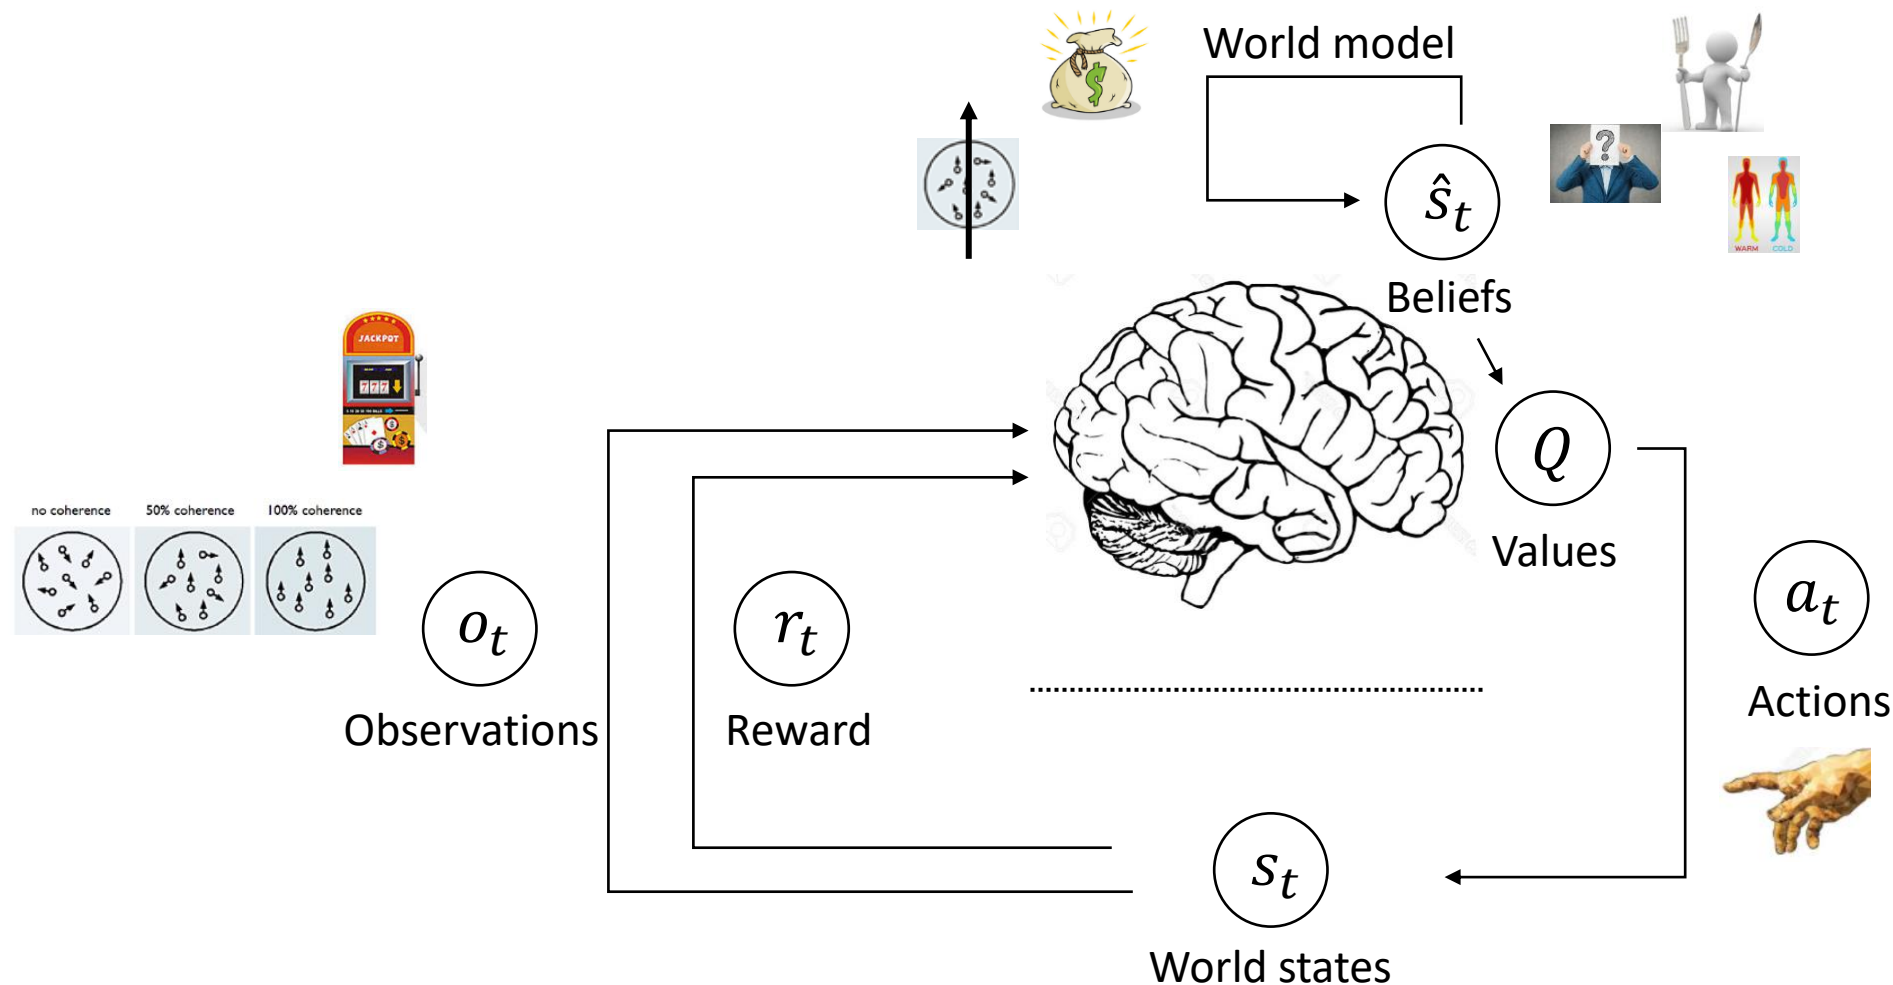 World model
$
?
ŝt
WARM COLD
Beliefs
JACKPOT
777
Q
Values
no coherence 50% coherence 100% coherence
ot
rt
at
Observations
Reward
Actions
st
World states